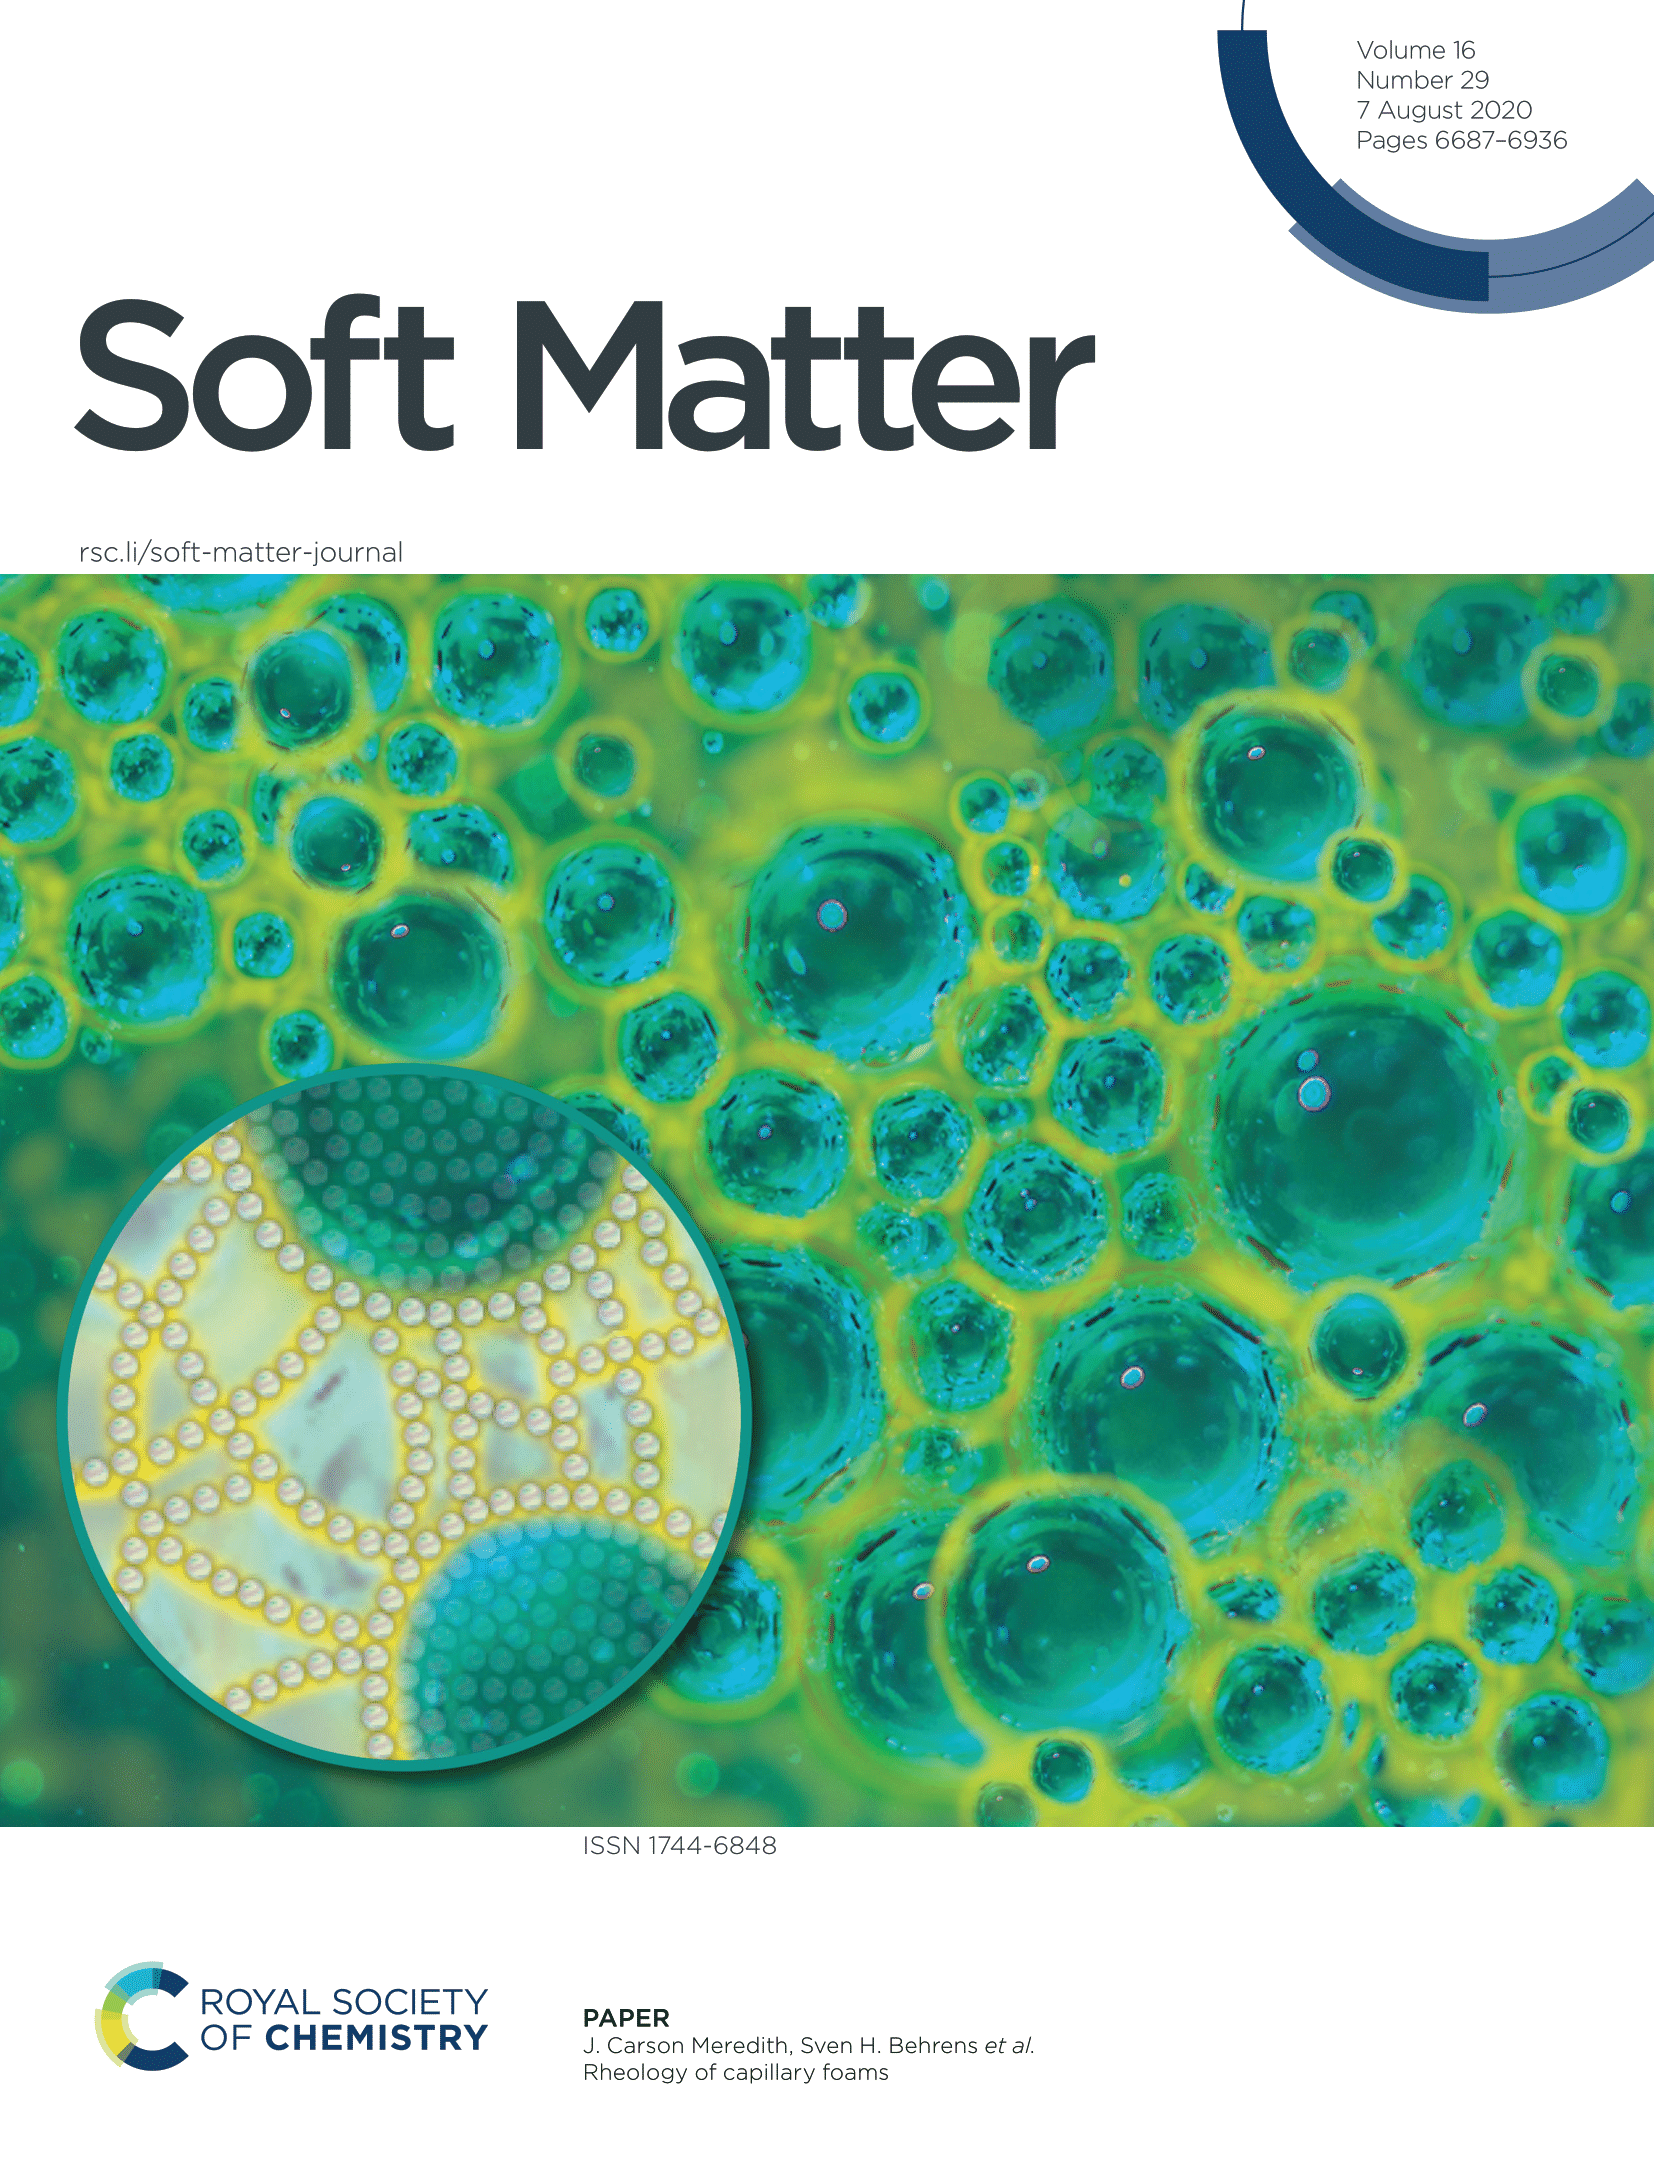 Volume 16
Number 29
7 August 2020
Pages 6687–6936
Soft Matter
rsc.li/soft-matter-journal
ISSN 1744-6848
ROYAL SOCIETY
OF CHEMISTRY
PAPER
J. Carson Meredith, Sven H. Behrens et al.
Rheology of capillary foams